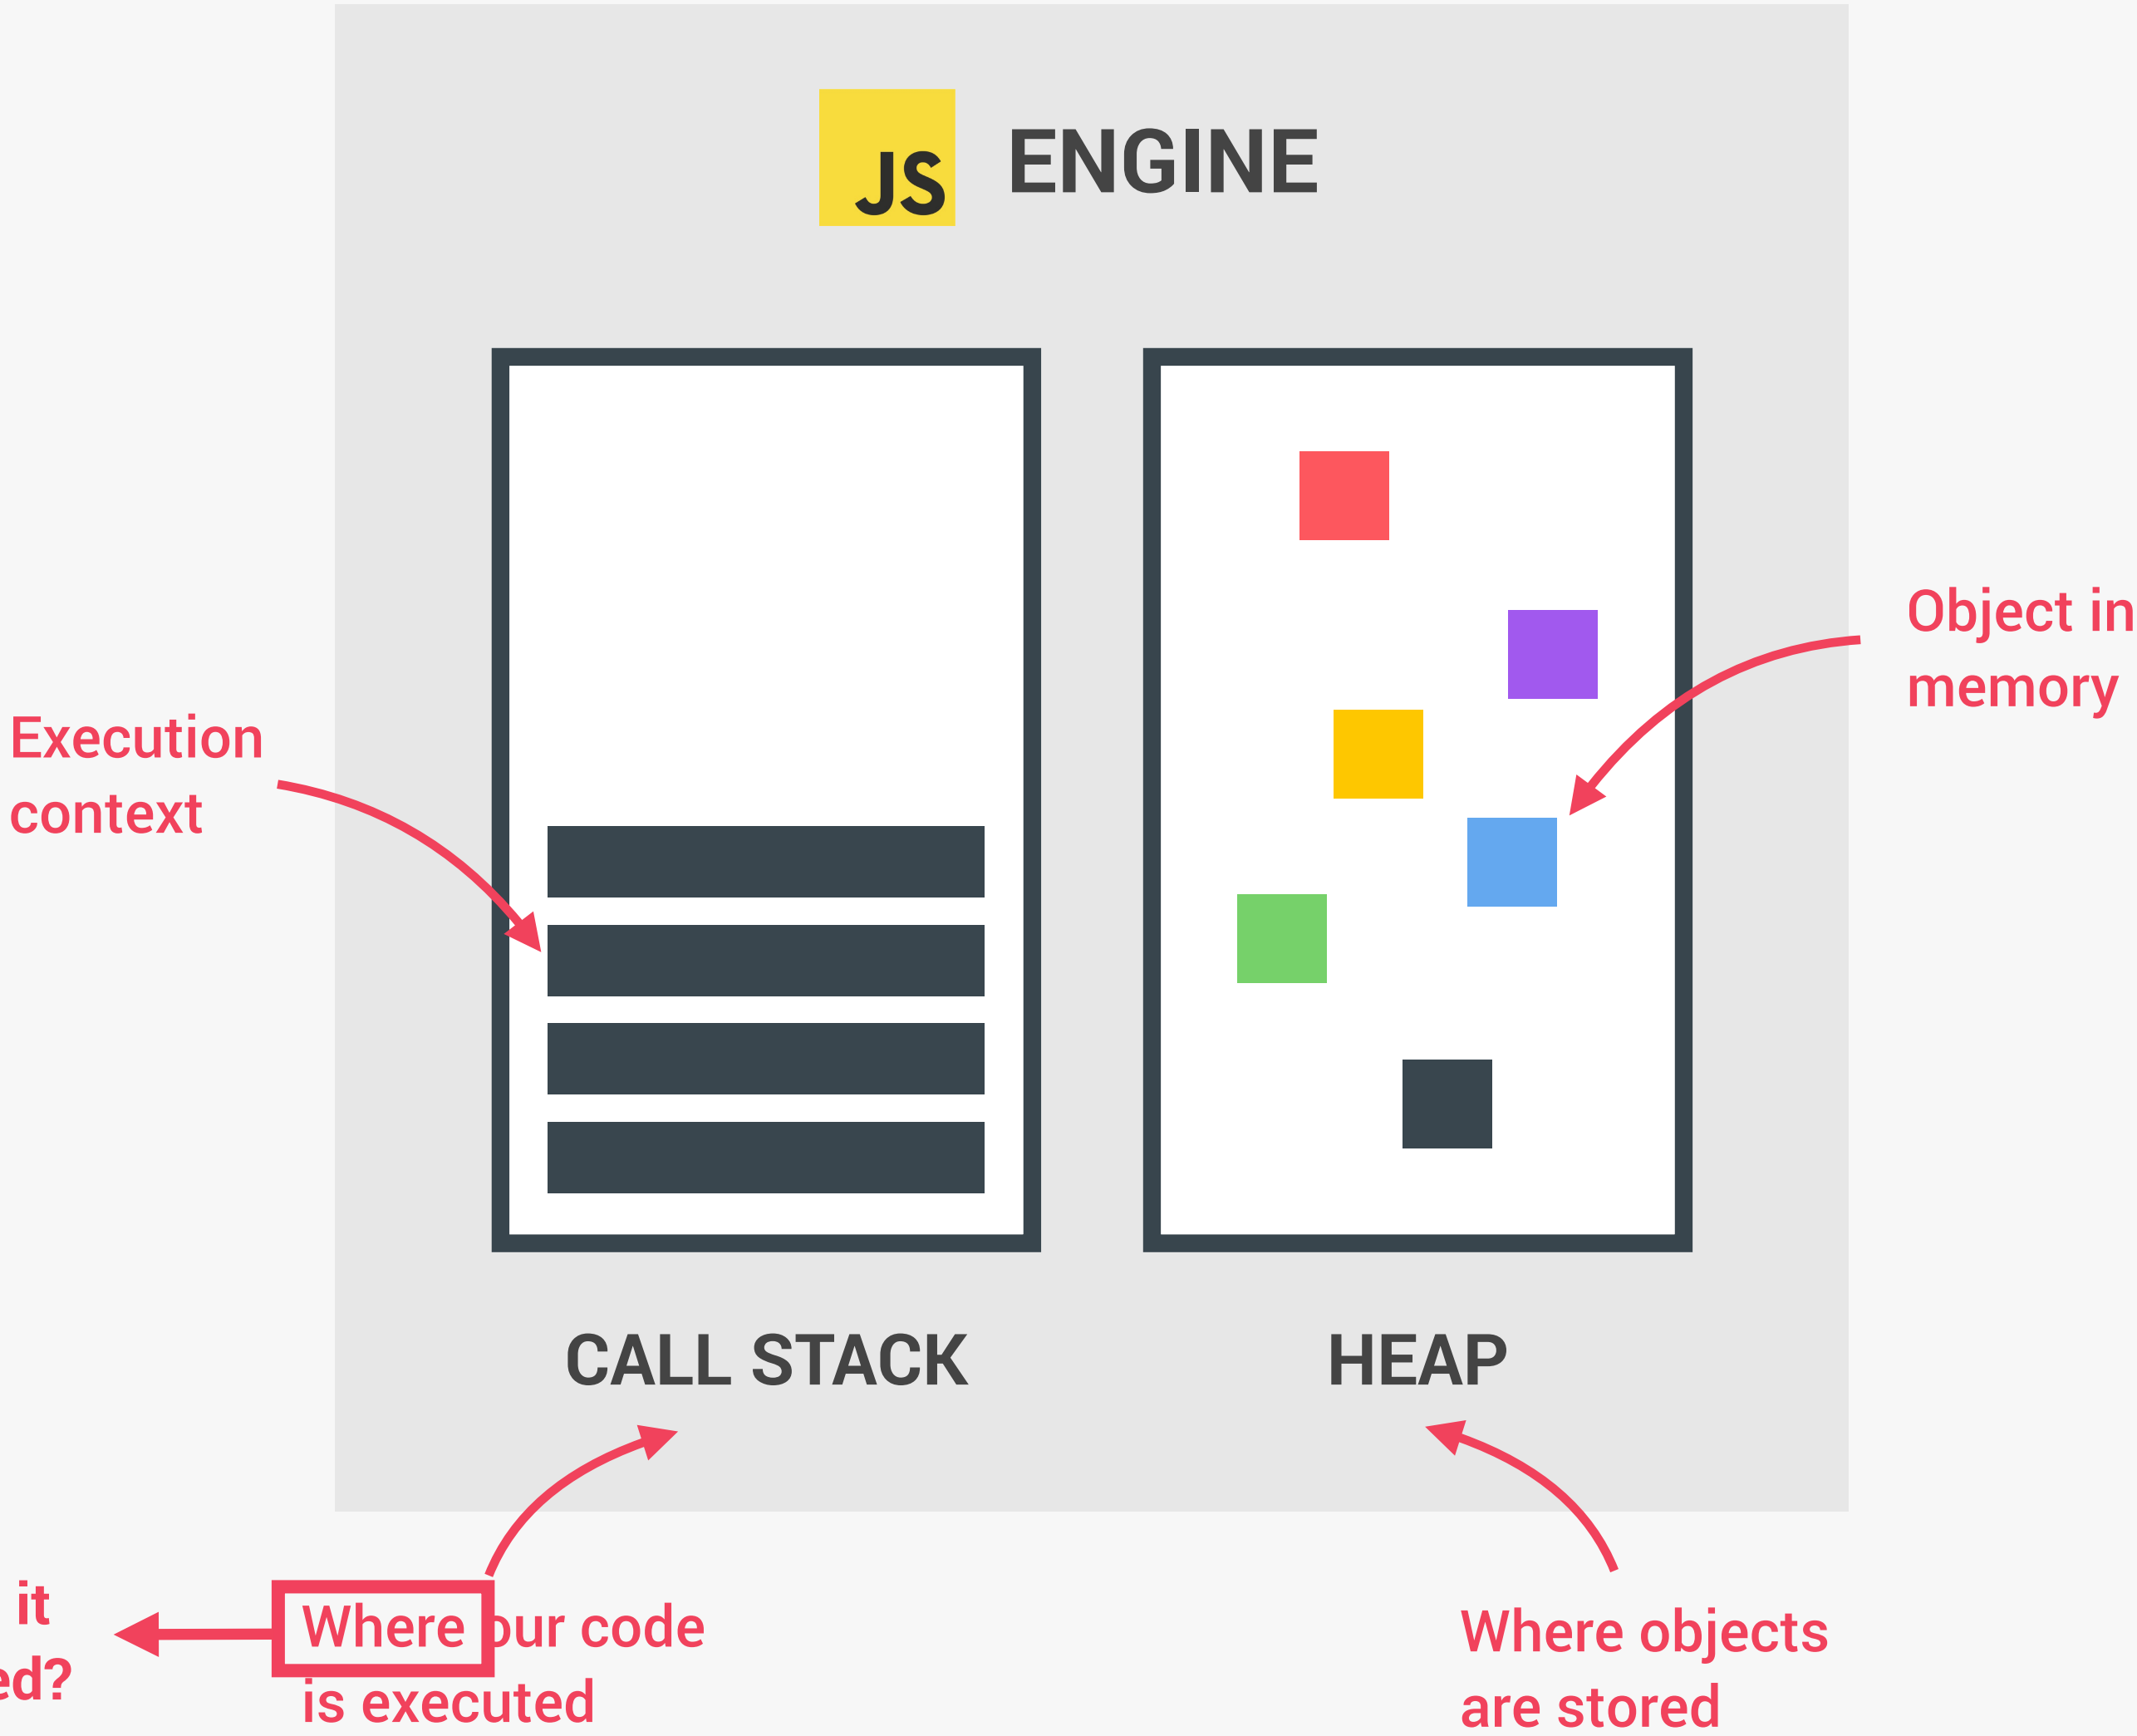 JS ENGINE
Object in
memory
Execution
context
CALL STACK
HEAP
it
ed?
Where our code
is executed
Where objects
are stored